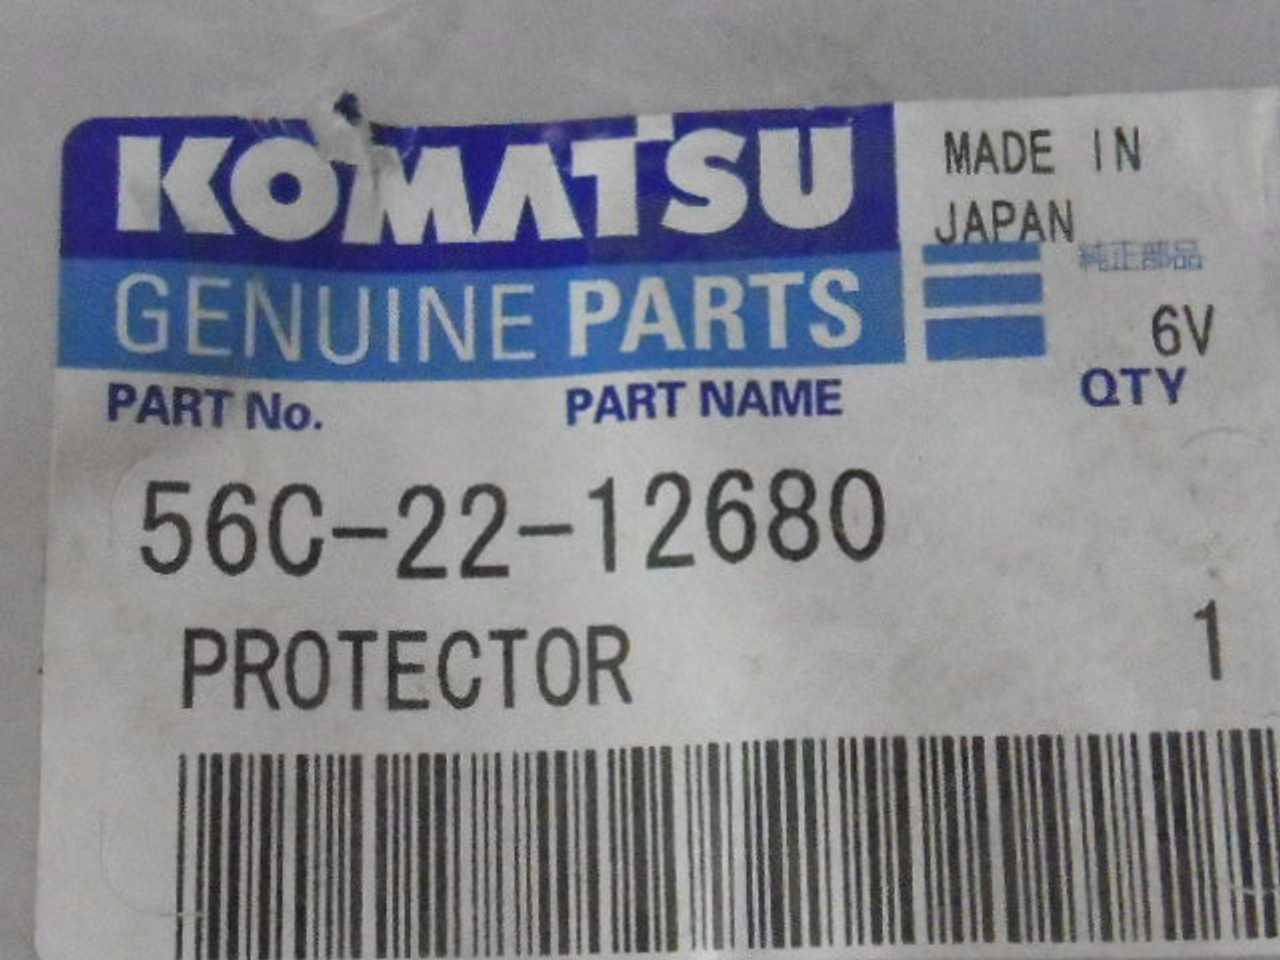 KOMATSU
GENUINE PARTS
MADE IN
JAPAN
純正部品
6V
PART No. PART NAME QTY
56C-22-12680
PROTECTOR 1